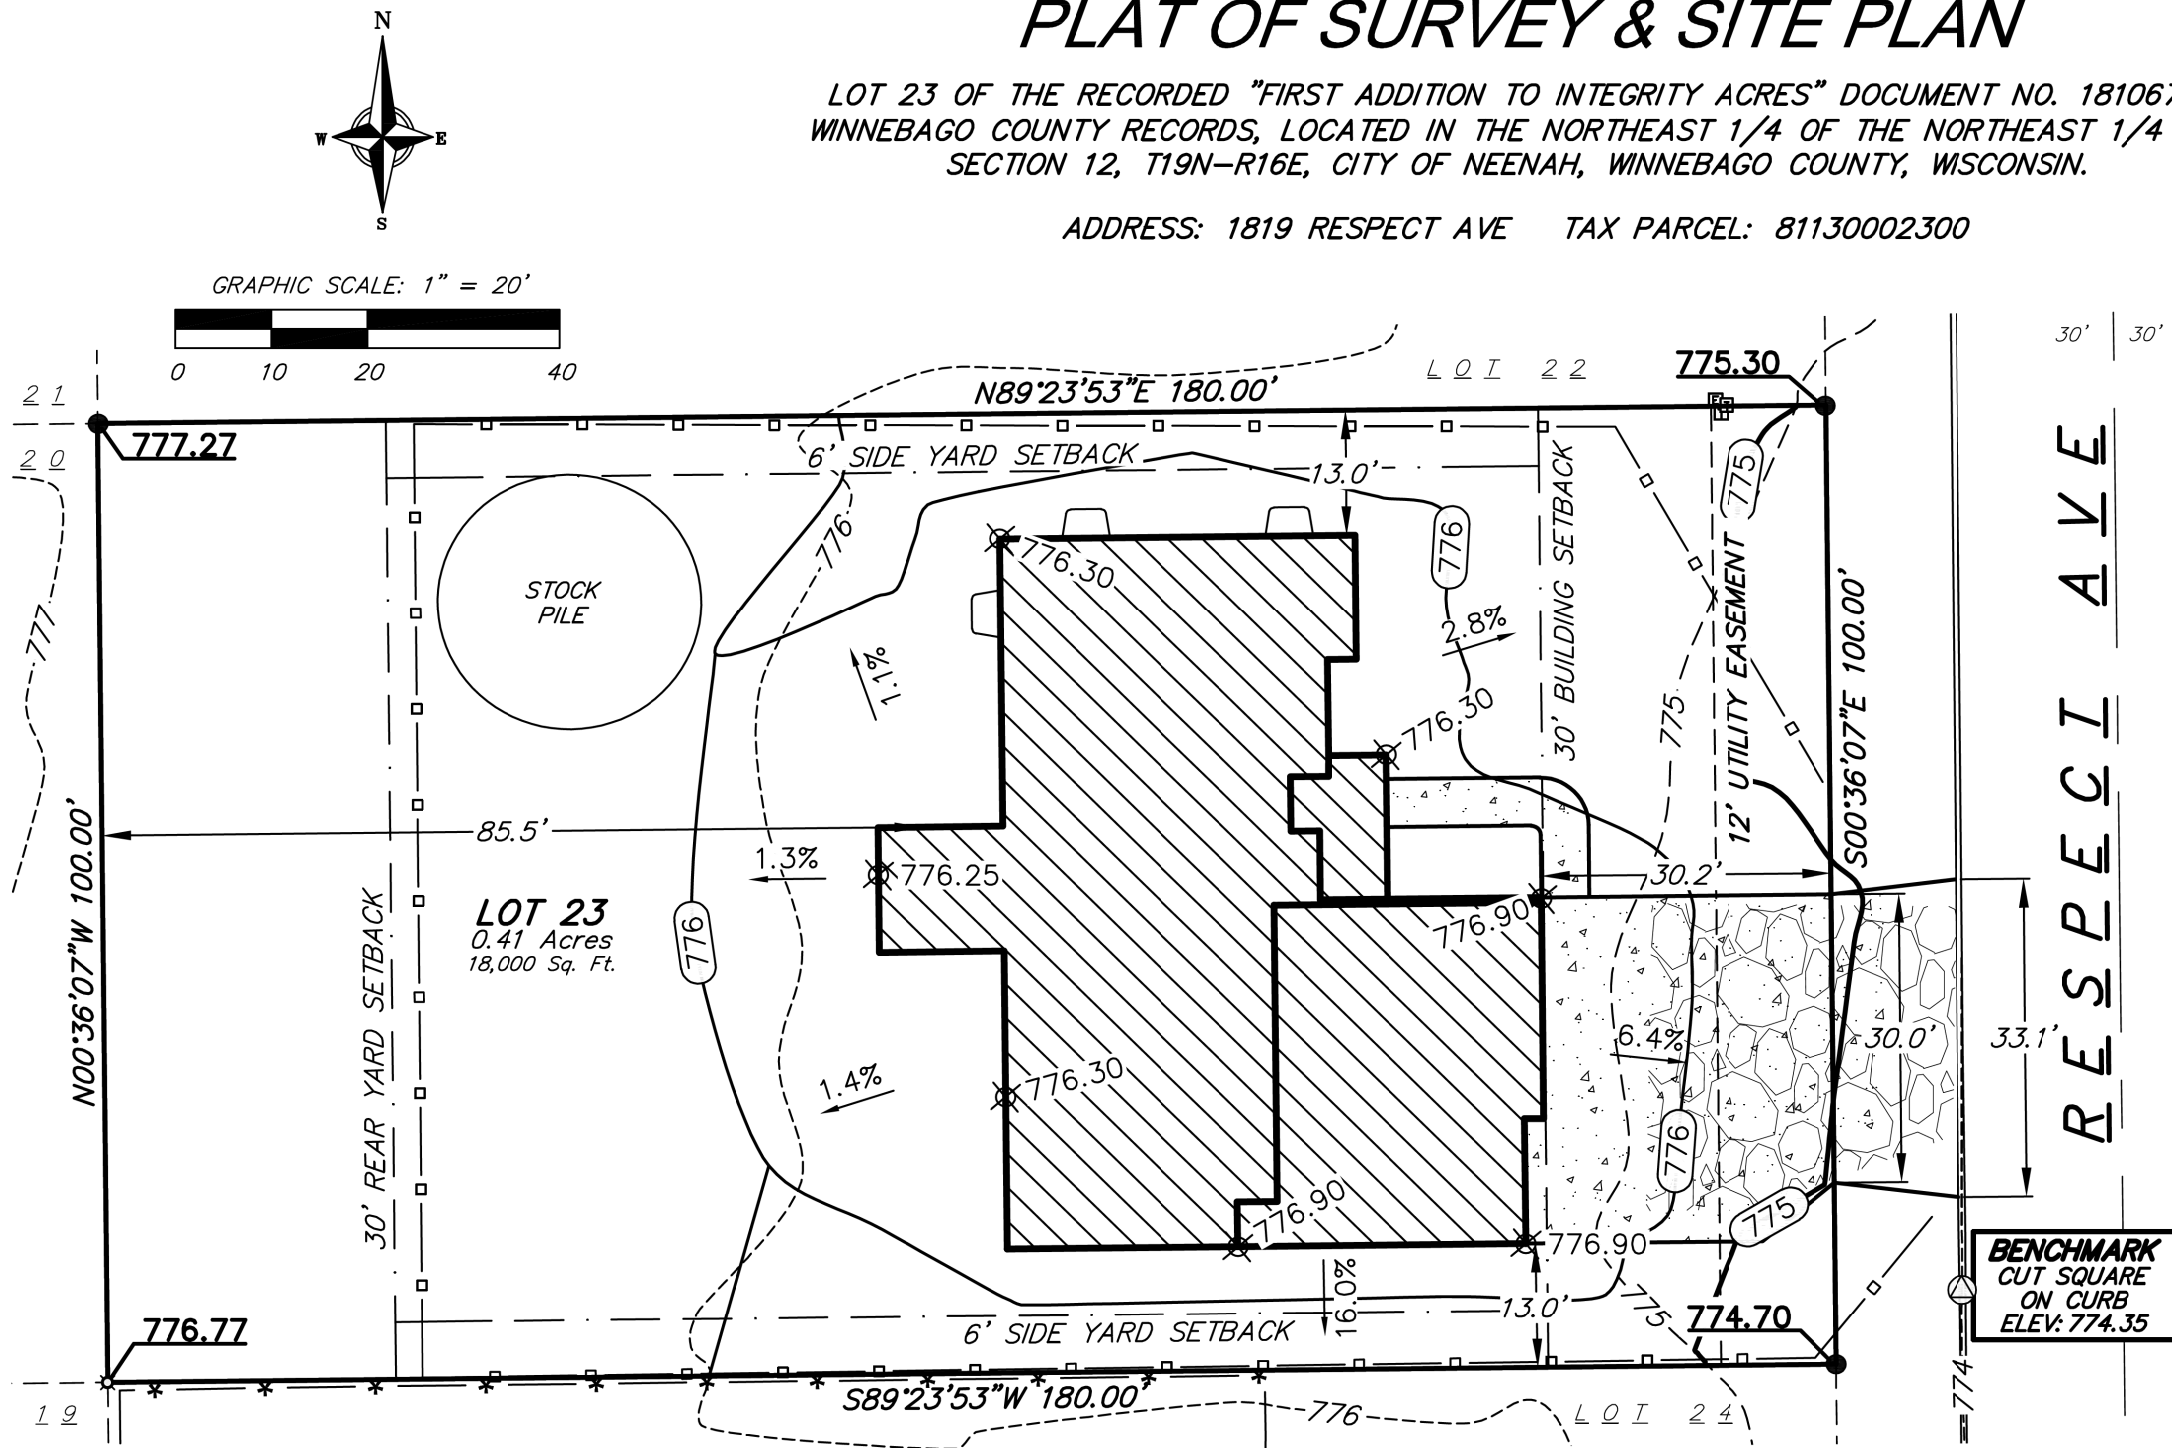 PLAT OF SURVEY & SITE PLAN
LOT 23 OF THE RECORDED "FIRST ADDITION TO INTEGRITY ACRES" DOCUMENT NO. 181067
WINNEBAGO COUNTY RECORDS, LOCATED IN THE NORTHEAST 1/4 OF THE NORTHEAST 1/4
SECTION 12, T19N-R16E, CITY OF NEENAH, WINNEBAGO COUNTY, WISCONSIN.
ADDRESS: 1819 RESPECT AVE TAX PARCEL: 81130002300
N
W E
S
GRAPHIC SCALE: 1" = 20'
0 10 20 40
30' 30'
21
20
LOT 22
775.30
N89°23'53"E 180.00'
777.27
6' SIDE YARD SETBACK
13.0'
775
776
776
STOCK
PILE
776.30
777
1.1%
2.8%
776.30
30' BUILDING SETBACK
775
12' UTILITY EASEMENT
S00°36'07"E 100.00'
RESPECT AVE
N00°36'07"W 100.00'
85.5'
1.3%
776.25
30.2'
776.90
LOT 23
0.41 Acres
18,000 Sq. Ft.
776
30' REAR YARD SETBACK
6.4%
30.0'
33.1'
1.4%
776.30
776
776.90
776.90
775
16.0%
13.0'
775
774.70
BENCHMARK
CUT SQUARE
ON CURB
ELEV: 774.35
776.77
6' SIDE YARD SETBACK
S89°23'53"W 180.00'
19
776
LOT 24
774